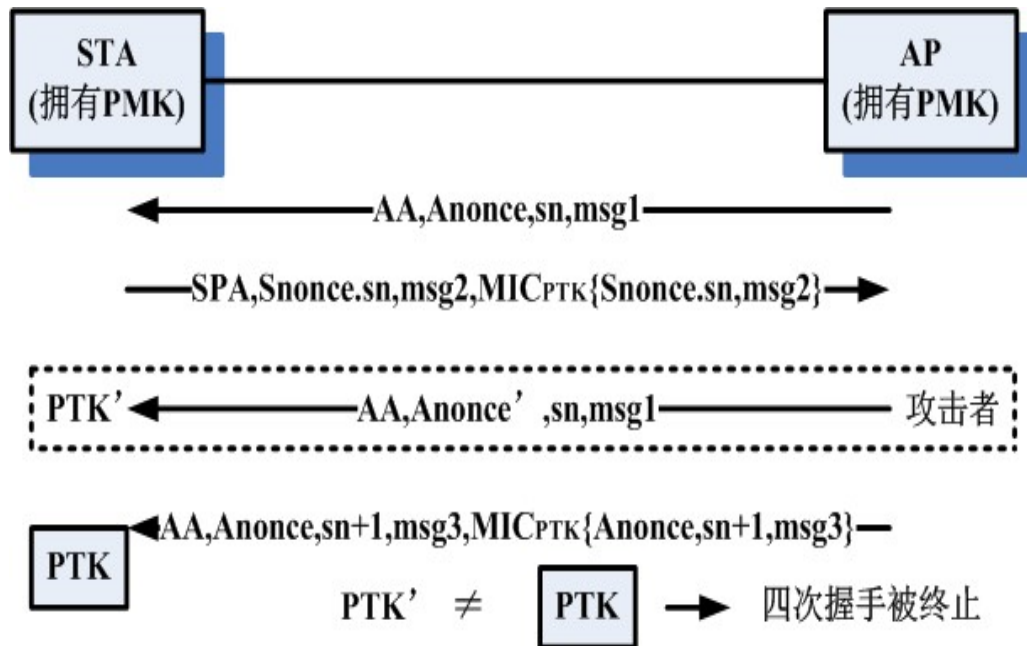 STA
(拥有PMK)
AP
(拥有PMK)
AA,Anonce,sn,msg1
SPA,Snonce.sn,msg2,MICPTK{Snonce.sn,msg2}
PTK’ AA,Anonce’,sn,msg1 攻击者
AA,Anonce,sn+1,msg3,MICPTK{Anonce,sn+1,msg3}
PTK
PTK’ ≠ PTK 四次握手被终止